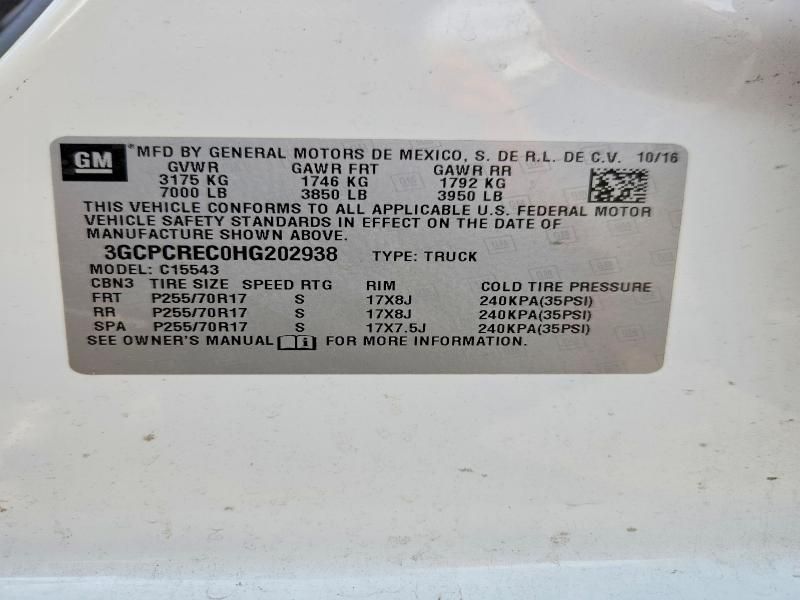 GM ® MFD BY GENERAL MOTORS DE MEXICO, S. DE R.L. DE C.V. 10/16
GVWR GAWR FRT GAWR RR
3175 KG 1746 KG 1792 KG
7000 LB 3850 LB 3950 LB
THIS VEHICLE CONFORMS TO ALL APPLICABLE U.S. FEDERAL MOTOR
VEHICLE SAFETY STANDARDS IN EFFECT ON THE DATE OF
MANUFACTURE SHOWN ABOVE.
3GCPCREC0HG202938 TYPE: TRUCK
MODEL: C15543
CBN3 TIRE SIZE SPEED RTG RIM COLD TIRE PRESSURE
FRT P255/70R17 S 17X8J 240KPA(35PSI)
RR P255/70R17 S 17X8J 240KPA(35PSI)
SPA P255/70R17 S 17X7.5J 240KPA(35PSI)
SEE OWNER'S MANUAL i FOR MORE INFORMATION.